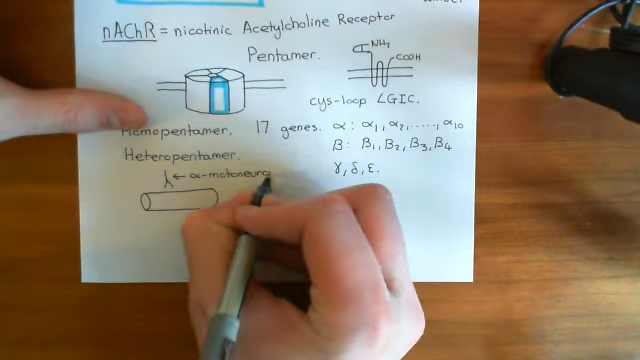 nAChR = nicotinic Acetylcholine Receptor
Pentamer.
NH₂
COOH
cys-loop LGIC.
Homopentamer. 17 genes. α: α₁, α₂, ....., α₁₀
Heteropentamer. β: β₁, β₂, β₃, β₄
γ, δ, ε.
← α-motoneuro